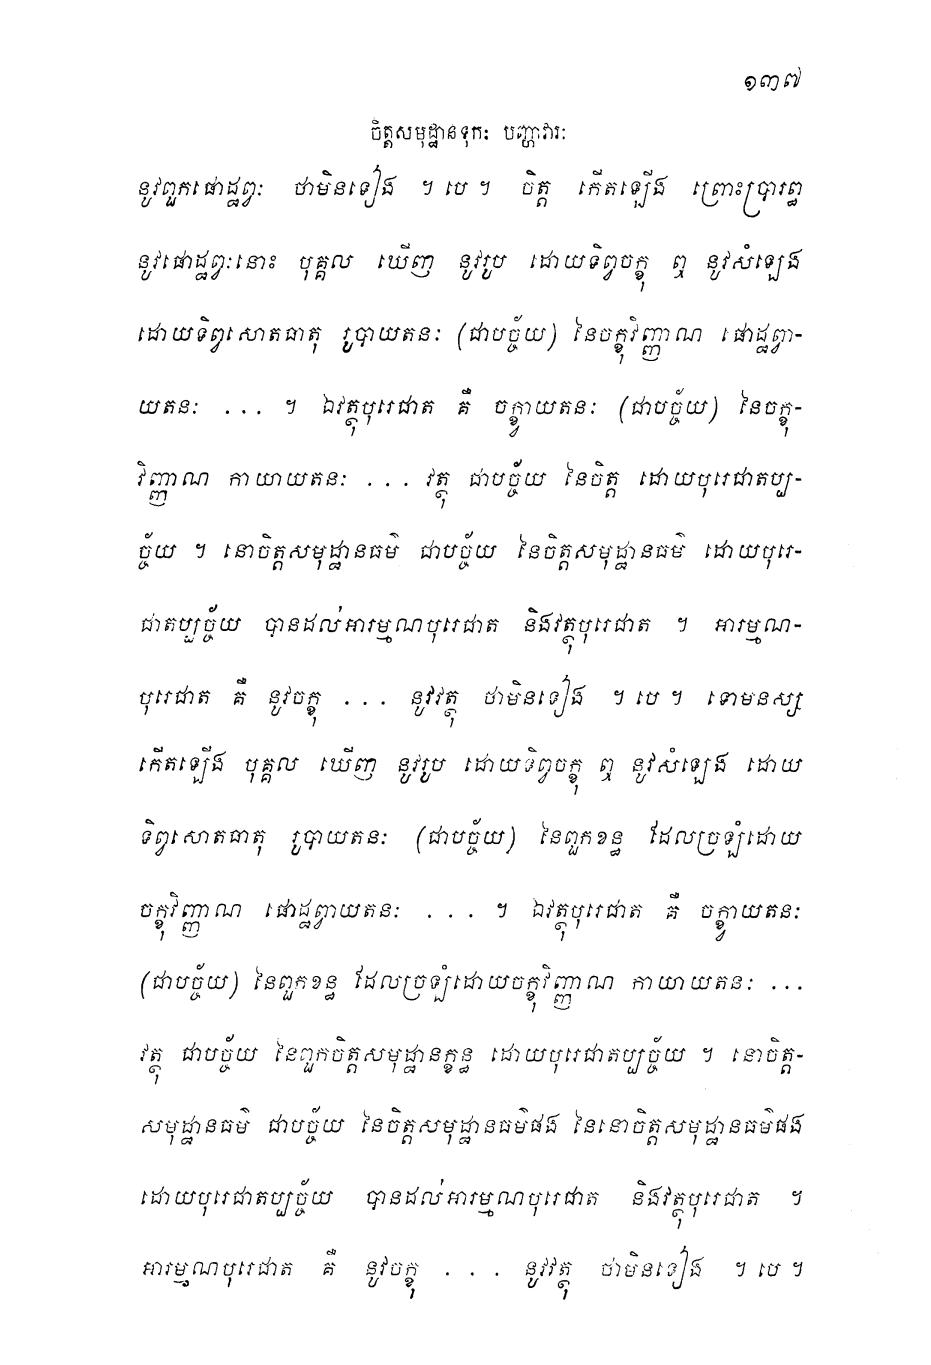 ១៣៧
ចិត្តសមុដ្ឋានទុកៈ បញ្ហាវារៈ
នូវពួកផោដ្ឋព្វៈ ថាមិនទៀង ។ បេ ។ ចិត្ត កើតឡើង ព្រោះប្រារព្ធ
នូវផោដ្ឋព្វៈនោះ បុគ្គល ឃើញ នូវរូប ដោយទិព្វចក្ខុ ឮ នូវសំឡេង
ដោយទិព្វសោតធាតុ រូបាយតនៈ (ជាបច្ច័យ) នៃចក្ខុវិញ្ញាណ ផោដ្ឋព្វា-
យតនៈ ... ។ ឯវត្ថុបុរេជាត គឺ ចក្ខ្វាយតនៈ (ជាបច្ច័យ) នៃចក្ខុ-
វិញ្ញាណ កាយាយតនៈ ... វត្ថុ ជាបច្ច័យ នៃចិត្ត ដោយបុរេជាតប្ប-
ច្ច័យ ។ នោចិត្តសមុដ្ឋានធម៌ ជាបច្ច័យ នៃចិត្តសមុដ្ឋានធម៌ ដោយបុរេ-
ជាតប្បច្ច័យ បានដល់អារម្មណបុរេជាត និងវត្ថុបុរេជាត ។ អារម្មណ-
បុរេជាត គឺ នូវចក្ខុ ... នូវវត្ថុ ថាមិនទៀង ។ បេ ។ ទោមនស្ស
កើតឡើង បុគ្គល ឃើញ នូវរូប ដោយទិព្វចក្ខុ ឮ នូវសំឡេង ដោយ
ទិព្វសោតធាតុ រូបាយតនៈ (ជាបច្ច័យ) នៃពួកខន្ធ ដែលច្រឡំដោយ
ចក្ខុវិញ្ញាណ ផោដ្ឋព្វាយតនៈ ... ។ ឯវត្ថុបុរេជាត គឺ ចក្ខ្វាយតនៈ
(ជាបច្ច័យ) នៃពួកខន្ធ ដែលច្រឡំដោយចក្ខុវិញ្ញាណ កាយាយតនៈ ...
វត្ថុ ជាបច្ច័យ នៃពួកចិត្តសមុដ្ឋានក្ខន្ធ ដោយបុរេជាតប្បច្ច័យ ។ នោចិត្ត-
សមុដ្ឋានធម៌ ជាបច្ច័យ នៃចិត្តសមុដ្ឋានធម៌ផង នៃនោចិត្តសមុដ្ឋានធម៌ផង
ដោយបុរេជាតប្បច្ច័យ បានដល់អារម្មណបុរេជាត និងវត្ថុបុរេជាត ។
អារម្មណបុរេជាត គឺ នូវចក្ខុ ... នូវវត្ថុ ថាមិនទៀង ។ បេ ។